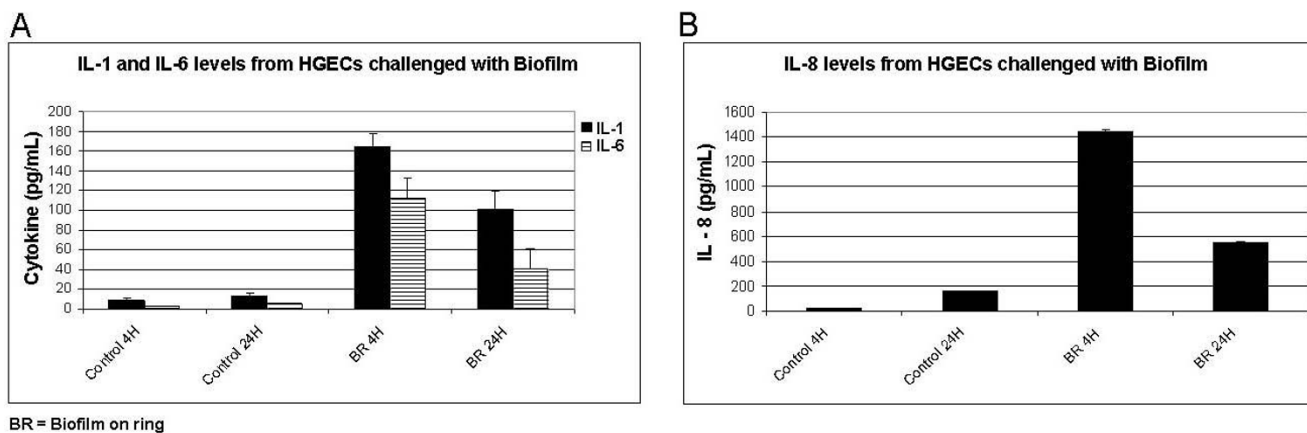 A
IL-1 and IL-6 levels from HGECs challenged with Biofilm
Cytokine (pg/mL)
200
180
160
140
120
100
80
60
40
20
0
Control 4H
Control 24H
BR 4H
BR 24H
IL-1
IL-6
BR = Biofilm on ring
B
IL-8 levels from HGECs challenged with Biofilm
IL - 8 (pg/mL)
1600
1400
1200
1000
800
600
400
200
0
Control 4H
Control 24H
BR 4H
BR 24H